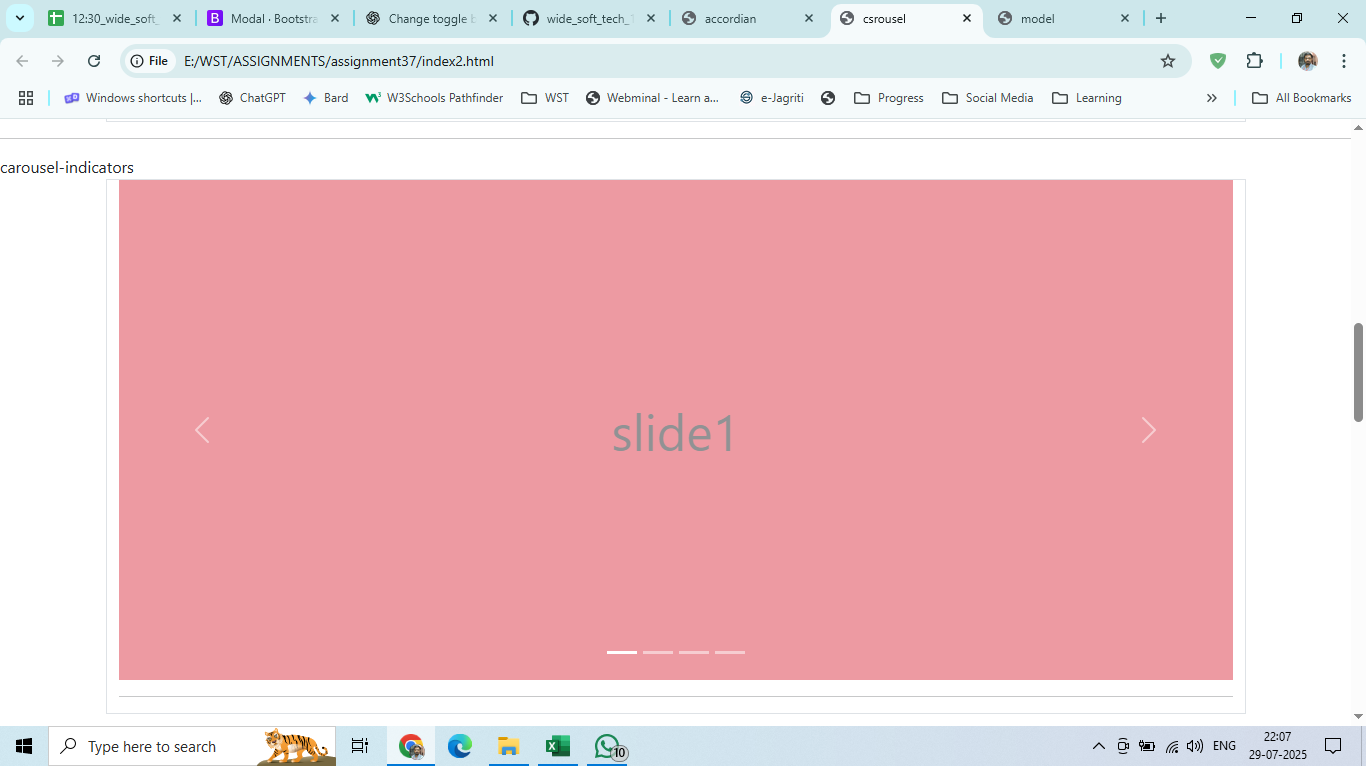 12:30_wide_soft_
Modal · Bootstra
Change toggle b
wide_soft_tech_T
accordian
csrousel
model
File
E:/WST/ASSIGNMENTS/assignment37/index2.html
Windows shortcuts |...
ChatGPT
Bard
W3Schools Pathfinder
WST
Webminal - Learn a...
e-Jagriti
Progress
Social Media
Learning
All Bookmarks
carousel-indicators
slide1
Type here to search
10
ENG
22:07
29-07-2025